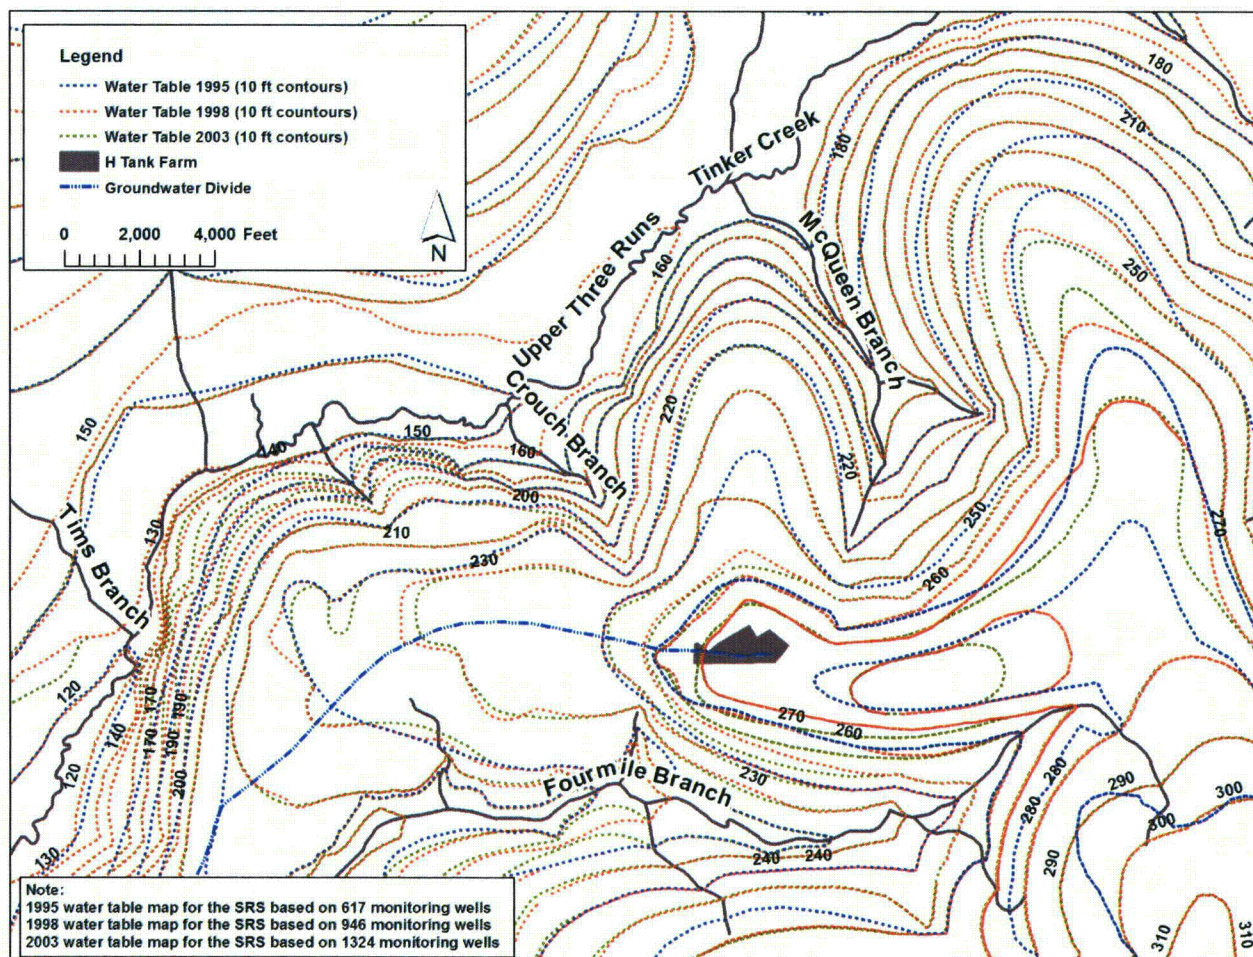 Legend
Water Table 1995 (10 ft contours)
Water Table 1998 (10 ft countours)
Water Table 2003 (10 ft contours)
H Tank Farm
Groundwater Divide
0 2,000 4,000 Feet
N
180
210
180
Tinker Creek
McQueen Branch
Upper Three Runs
160
250
220
Crouch Branch
150
150
140
160
200
220
130
210
230
250
270
260
Tims Branch
120
140
170
190
170
190
200
120
130
270
260
230
Fourmile Branch
240
240
280
280
290
290
300
300
310
310
Note:
1995 water table map for the SRS based on 617 monitoring wells
1998 water table map for the SRS based on 946 monitoring wells
2003 water table map for the SRS based on 1324 monitoring wells